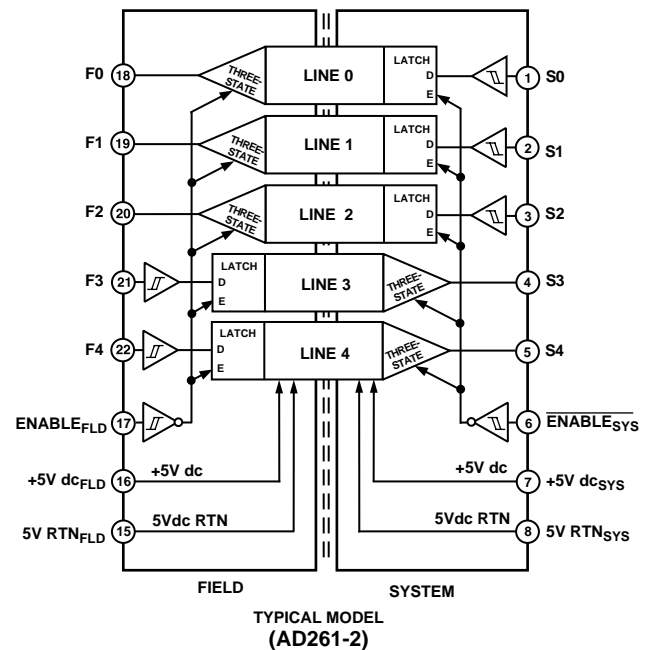 F0 18 THREE-STATE LINE 0 LATCH D E 1 S0
F1 19 THREE-STATE LINE 1 LATCH D E 2 S1
F2 20 THREE-STATE LINE 2 LATCH D E 3 S2
F3 21 LATCH D E LINE 3 THREE-STATE 4 S3
F4 22 LATCH D E LINE 4 THREE-STATE 5 S4
ENABLEFLD 17 6 ENABLESYS
+5V dcFLD 16 +5V dc +5V dc 7 +5V dcSYS
5V RTNFLD 15 5Vdc RTN 5Vdc RTN 8 5V RTNSYS
FIELD SYSTEM
TYPICAL MODEL
(AD261-2)